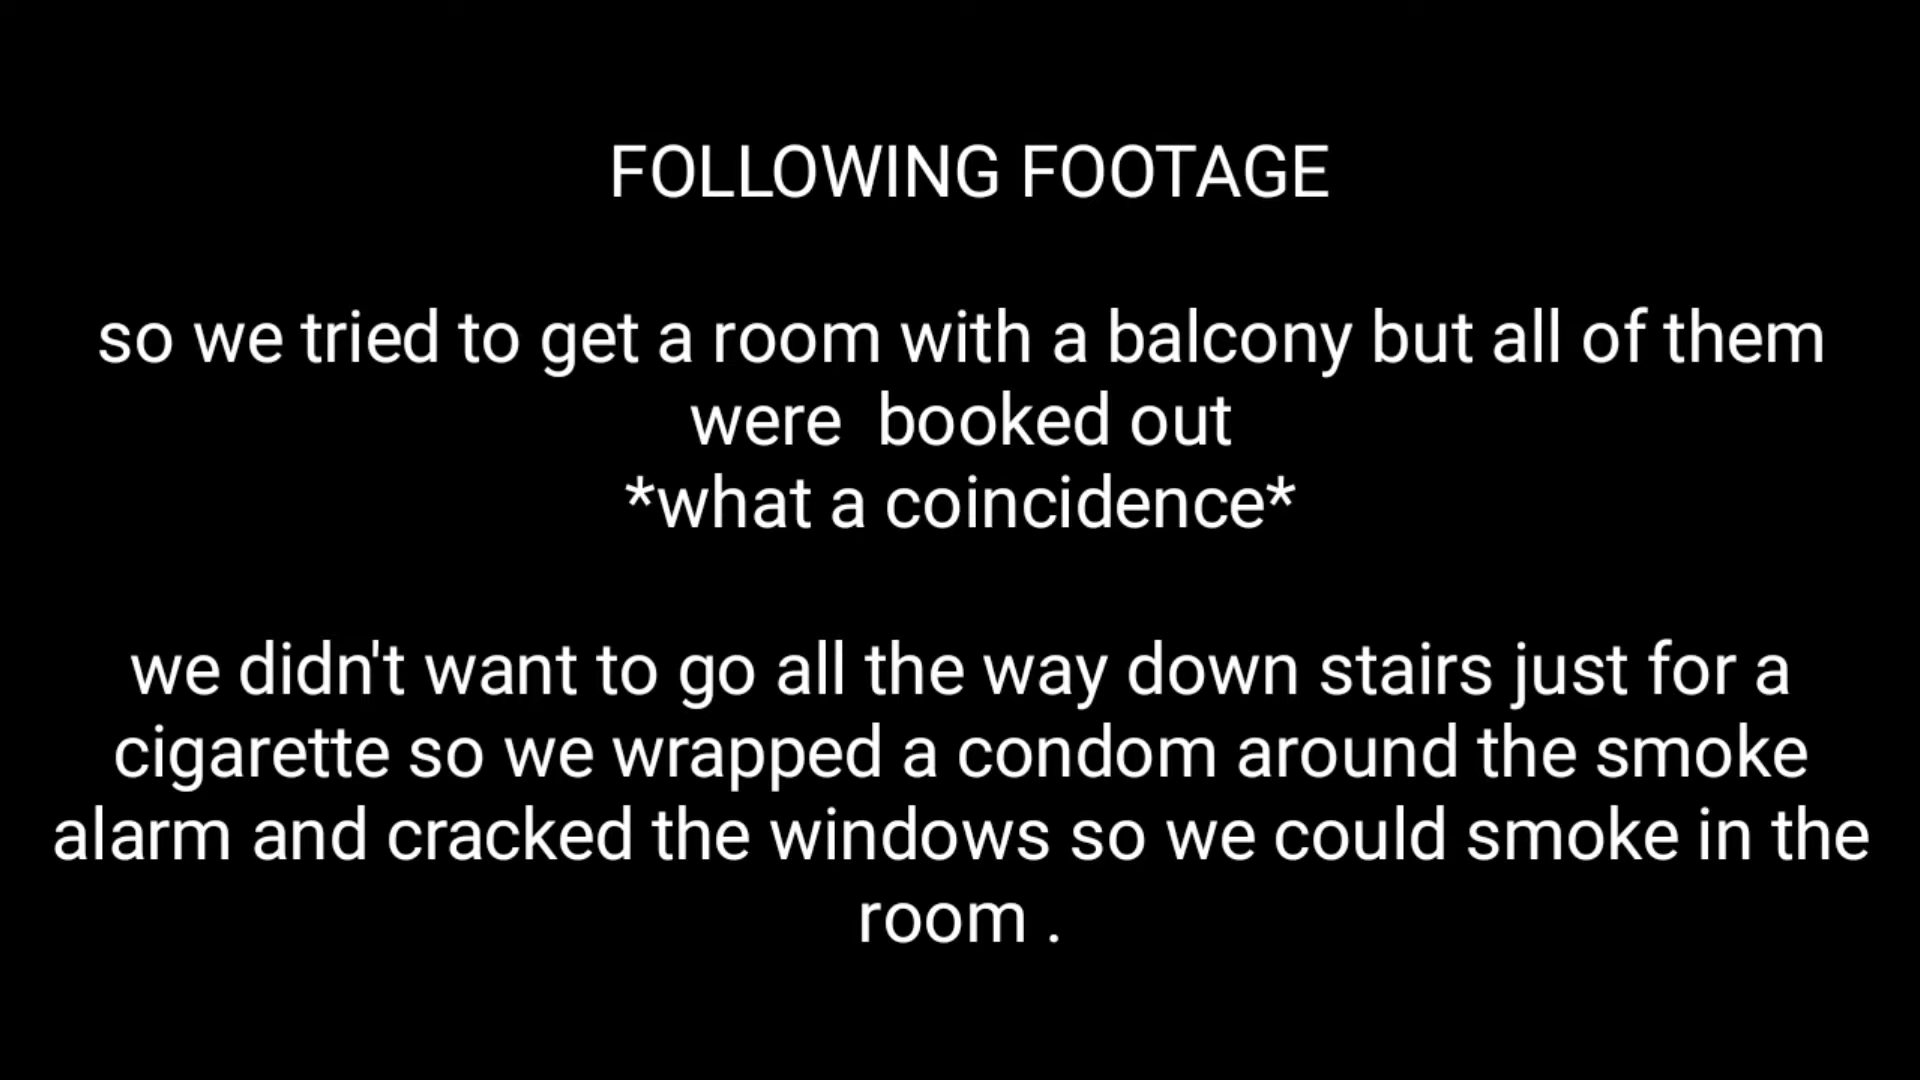 FOLLOWING FOOTAGE
so we tried to get a room with a balcony but all of them
were  booked out
*what a coincidence*
we didn't want to go all the way down stairs just for a
cigarette so we wrapped a condom around the smoke
alarm and cracked the windows so we could smoke in the
room .